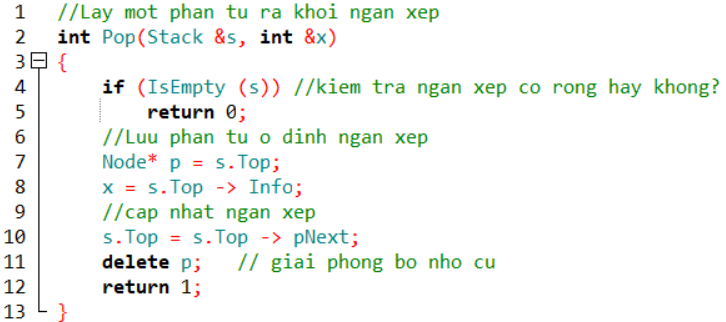 1 //Lay mot phan tu ra khoi ngan xep
2 int Pop(Stack &s, int &x)
3 {
4 if (IsEmpty (s)) //kiem tra ngan xep co rong hay khong?
5 return 0;
6 //Luu phan tu o dinh ngan xep
7 Node* p = s.Top;
8 x = s.Top -> Info;
9 //cap nhat ngan xep
10 s.Top = s.Top -> pNext;
11 delete p; // giai phong bo nho cu
12 return 1;
13 }